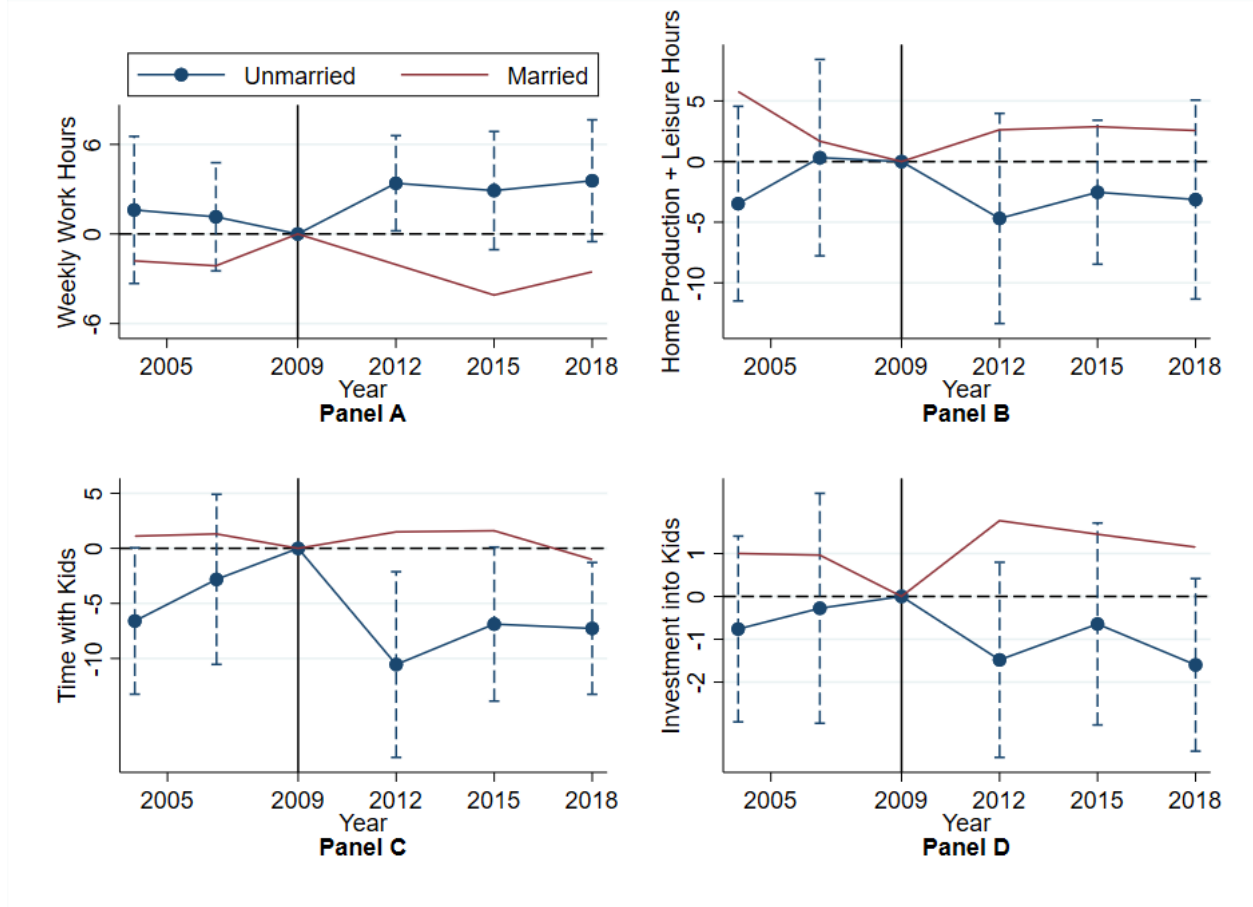 Unmarried Married
Weekly Work Hours
6
0
-6
2005 2009 2012 2015 2018
Year
Panel A
Home Production + Leisure Hours
5
0
-5
-10
2005 2009 2012 2015 2018
Year
Panel B
Time with Kids
5
0
-5
-10
2005 2009 2012 2015 2018
Year
Panel C
Investment into Kids
1
0
-1
-2
2005 2009 2012 2015 2018
Year
Panel D